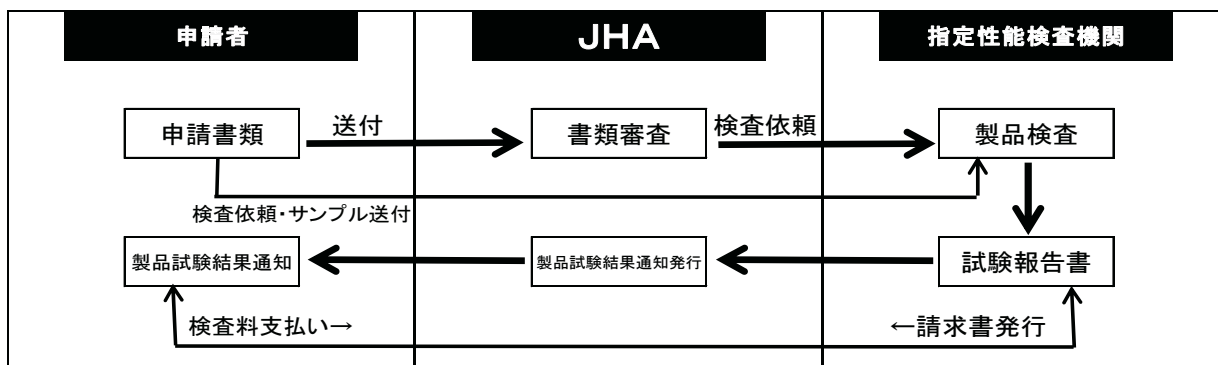 申請者
JHA
指定性能検査機関
申請書類
送付
書類審査
検査依頼
製品検査
検査依頼・サンプル送付
製品試験結果通知
製品試験結果通知発行
試験報告書
検査料支払い→
←請求書発行